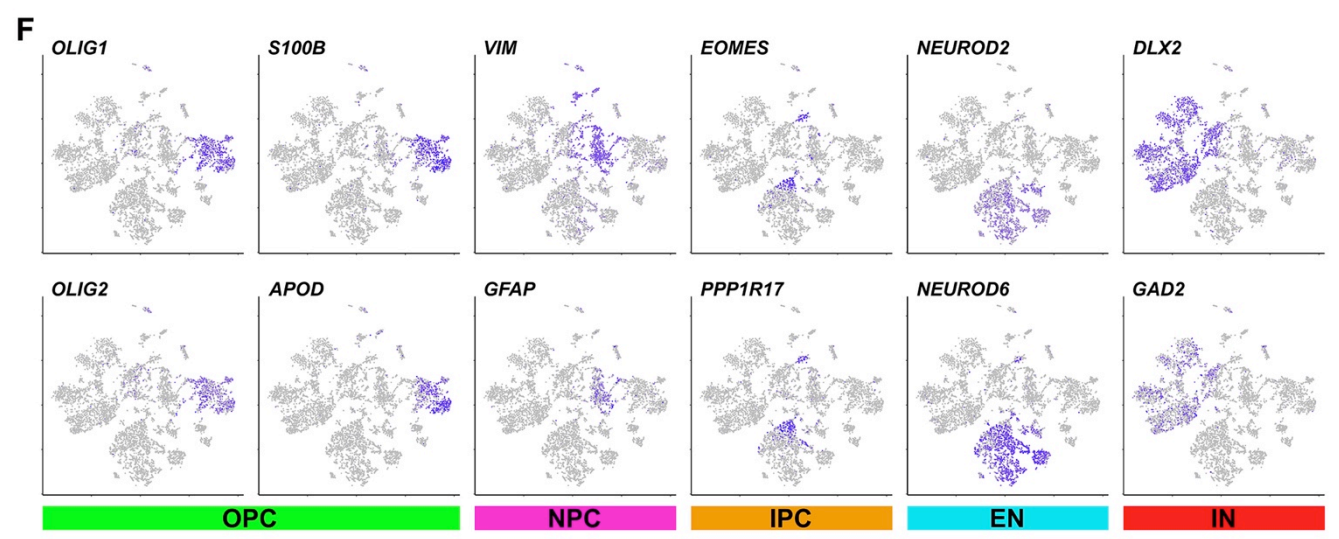 F
OLIG1 S100B VIM EOMES NEUROD2 DLX2
OLIG2 APOD GFAP PPP1R17 NEUROD6 GAD2
OPC NPC IPC EN IN